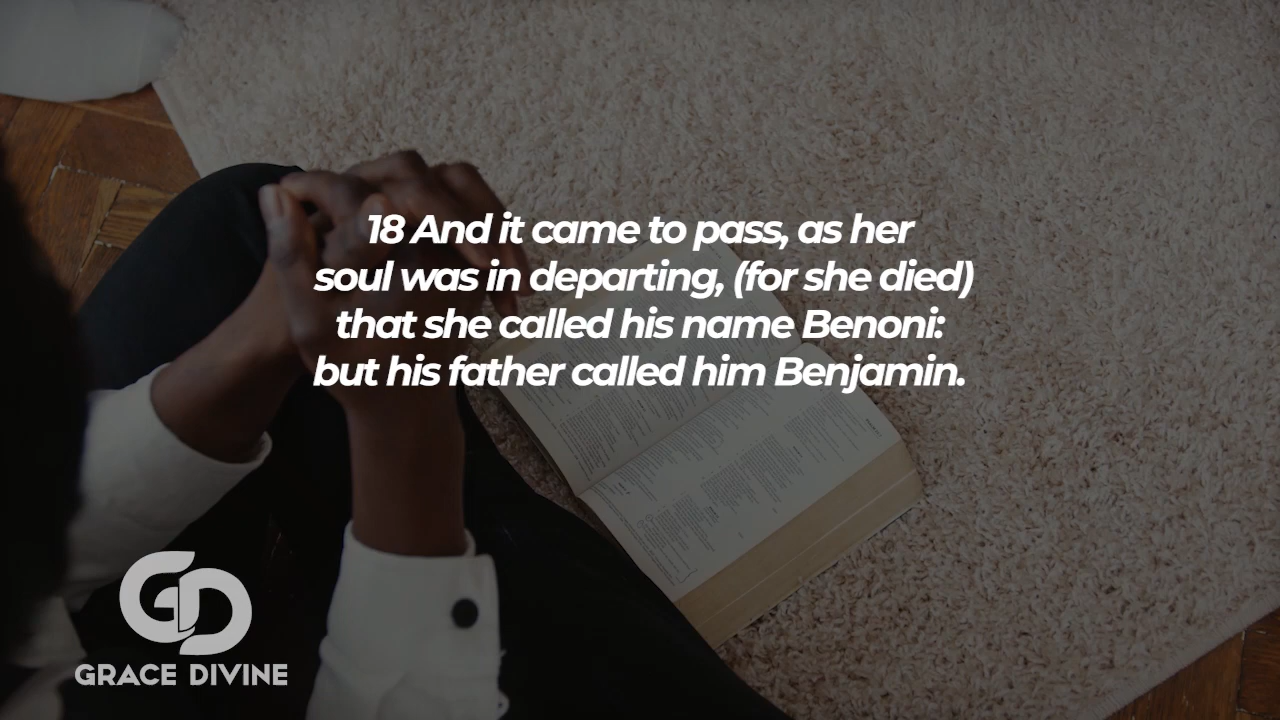 18 And it came to pass, as her
soul was in departing, (for she died)
that she called his name Benoni:
but his father called him Benjamin.
GD
GRACE DIVINE